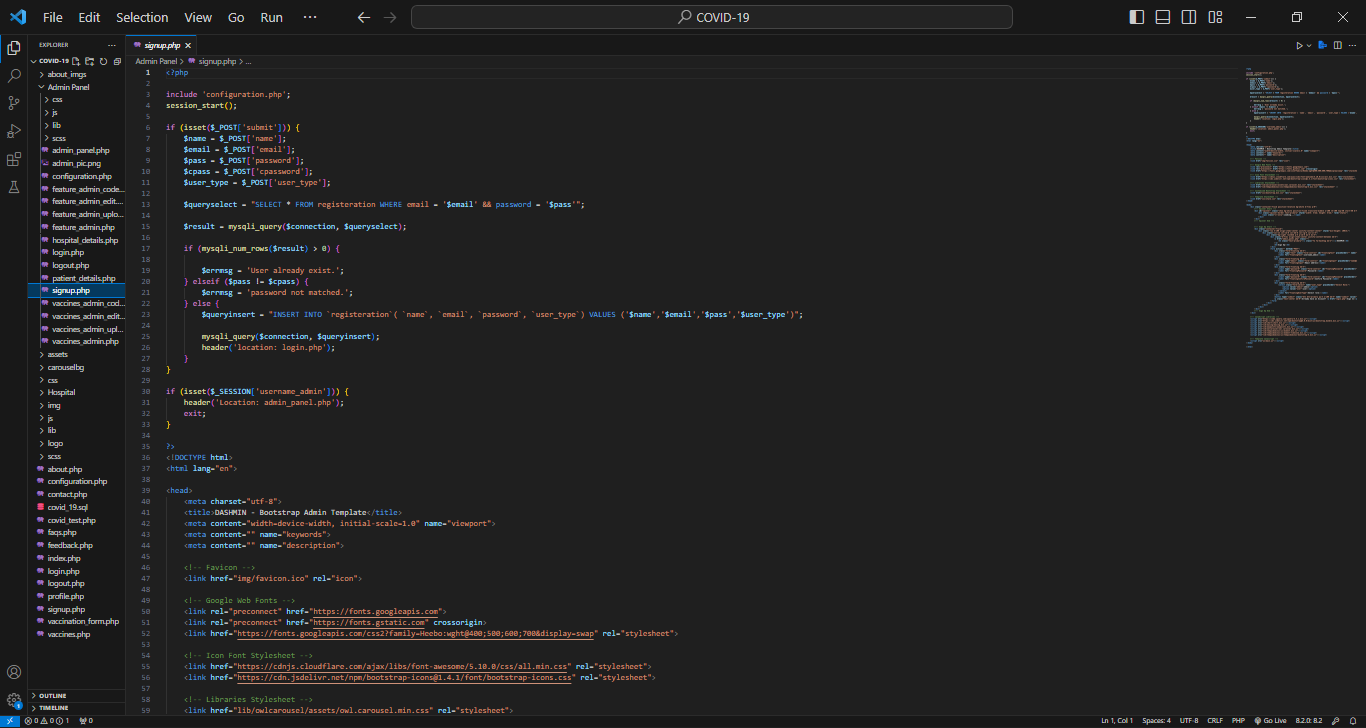 File Edit Selection View Go Run ···
COVID-19
EXPLORER ···
COVID-19
about_imgs
Admin Panel
css
js
lib
scss
admin_panel.php
admin_pic.png
configuration.php
feature_admin_code...
feature_admin_edit....
feature_admin_uplo...
feature_admin.php
hospital_details.php
login.php
logout.php
patient_details.php
signup.php
vaccines_admin_cod...
vaccines_admin_edit...
vaccines_admin_upl...
vaccines_admin.php
assets
carouselbg
css
Hospital
img
js
lib
logo
scss
about.php
configuration.php
contact.php
covid_19.sql
covid_test.php
faqs.php
feedback.php
index.php
login.php
logout.php
profile.php
signup.php
vaccination_form.php
vaccines.php
OUTLINE
TIMELINE
signup.php
Admin Panel > signup.php > ...
1 <?php
2
3 include 'configuration.php';
4 session_start();
5
6 if (isset($_POST['submit'])) {
7 $name = $_POST['name'];
8 $email = $_POST['email'];
9 $pass = $_POST['password'];
10 $cpass = $_POST['cpassword'];
11 $user_type = $_POST['user_type'];
12
13 $queryselect = "SELECT * FROM registeration WHERE email = '$email' && password = '$pass'";
14
15 $result = mysqli_query($connection, $queryselect);
16
17 if (mysqli_num_rows($result) > 0) {
18
19 $errmsg = 'User already exist.';
20 } elseif ($pass != $cpass) {
21 $errmsg = 'password not matched.';
22 } else {
23 $queryinsert = "INSERT INTO `registeration`( `name`, `email`, `password`, `user_type`) VALUES ('$name','$email','$pass','$user_type')";
24
25 mysqli_query($connection, $queryinsert);
26 header('location: login.php');
27 }
28 }
29
30 if (isset($_SESSION['username_admin'])) {
31 header('Location: admin_panel.php');
32 exit;
33 }
34
35 ?>
36 <!DOCTYPE html>
37 <html lang="en">
38
39 <head>
40 <meta charset="utf-8">
41 <title>DASHMIN - Bootstrap Admin Template</title>
42 <meta content="width=device-width, initial-scale=1.0" name="viewport">
43 <meta content="" name="keywords">
44 <meta content="" name="description">
45
46 <!-- Favicon -->
47 <link href="img/favicon.ico" rel="icon">
48
49 <!-- Google Web Fonts -->
50 <link rel="preconnect" href="https://fonts.googleapis.com">
51 <link rel="preconnect" href="https://fonts.gstatic.com" crossorigin>
52 <link href="https://fonts.googleapis.com/css2?family=Heebo:wght@400;500;600;700&display=swap" rel="stylesheet">
53
54 <!-- Icon Font Stylesheet -->
55 <link href="https://cdnjs.cloudflare.com/ajax/libs/font-awesome/5.10.0/css/all.min.css" rel="stylesheet">
56 <link href="https://cdn.jsdelivr.net/npm/bootstrap-icons@1.4.1/font/bootstrap-icons.css" rel="stylesheet">
57
58 <!-- Libraries Stylesheet -->
59 <link href="lib/owlcarousel/assets/owl.carousel.min.css" rel="stylesheet">
0 0 1 0 Ln 1, Col 1 Spaces: 4 UTF-8 CRLF PHP Go Live 8.2.0: 8.2